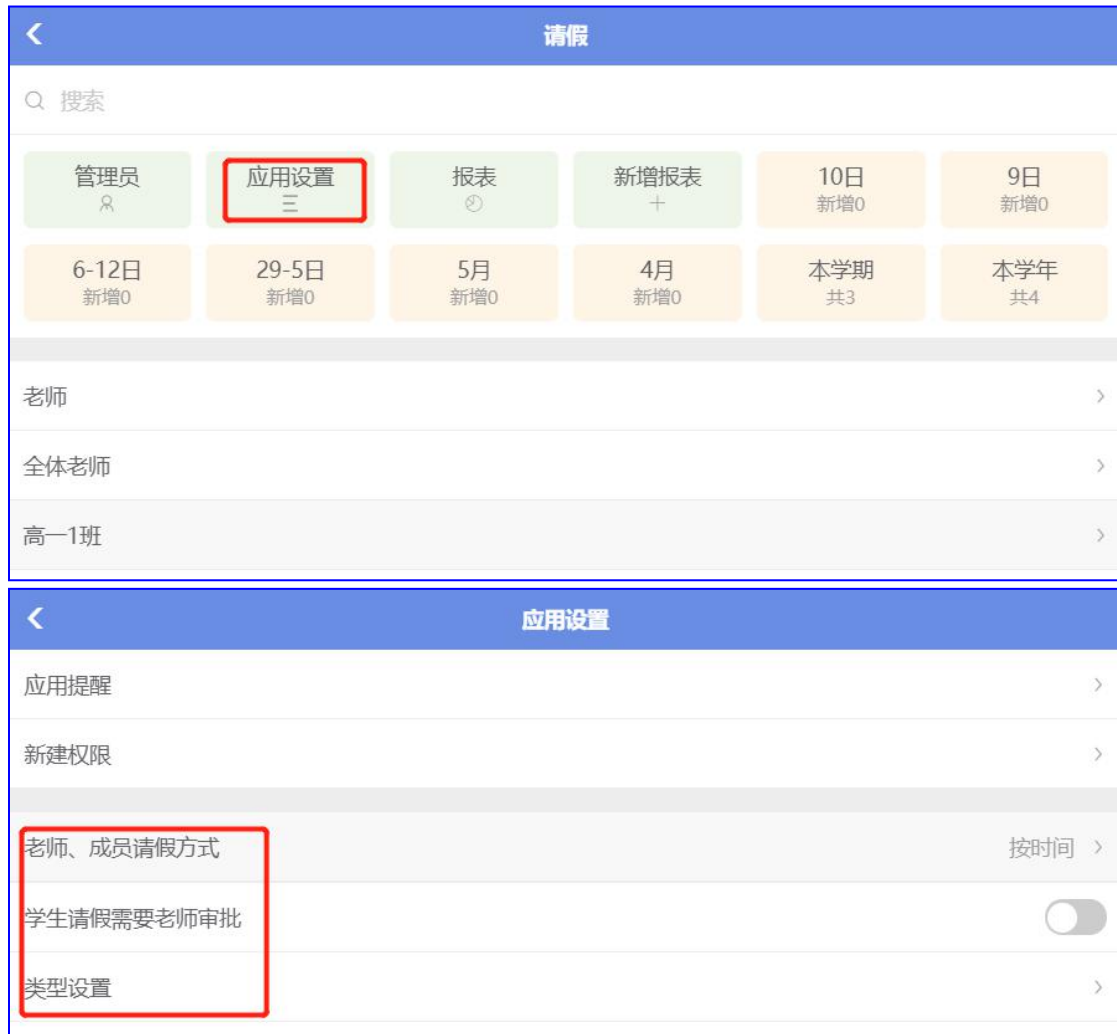 请假
搜索
管理员 应用设置 报表 新增报表 10日 9日
新增0 新增0
6-12日 29-5日 5月 4月 本学期 本学年
新增0 新增0 新增0 新增0 共3 共4
老师
全体老师
高一1班
应用设置
应用提醒
新建权限
老师、成员请假方式 按时间
学生请假需要老师审批
类型设置